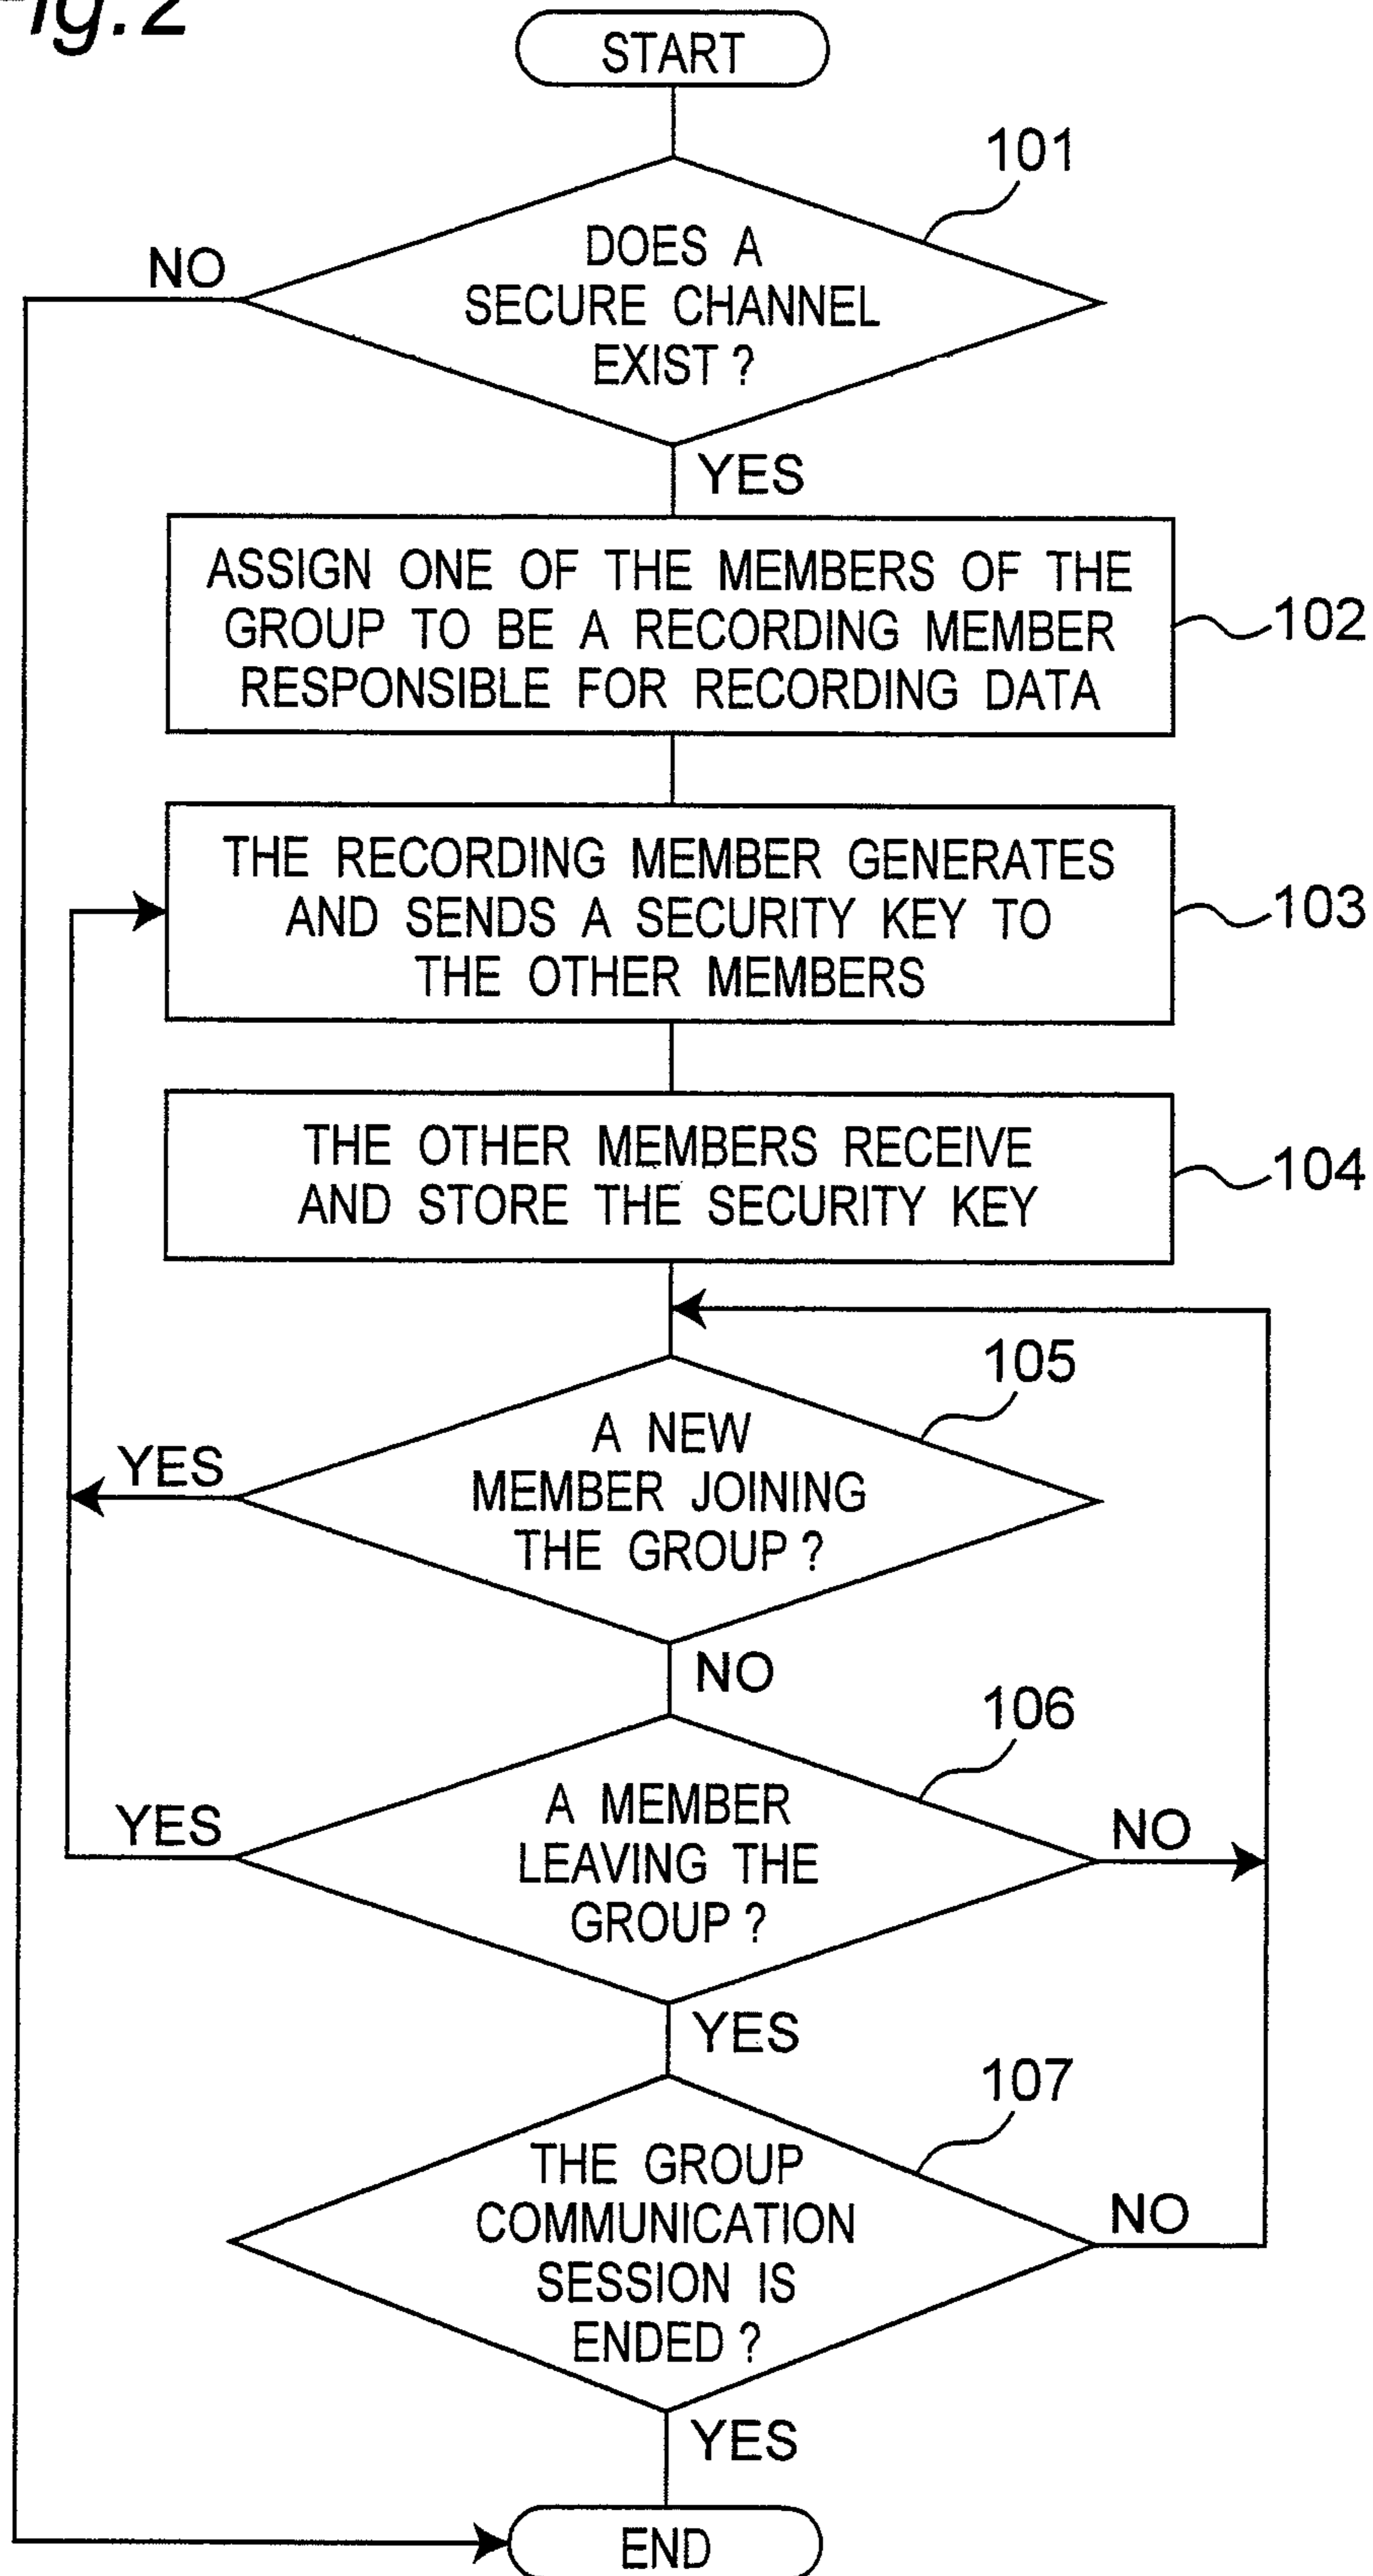 ig.2
START
101
DOES A
SECURE CHANNEL
EXIST ?
NO
YES
ASSIGN ONE OF THE MEMBERS OF THE
GROUP TO BE A RECORDING MEMBER
RESPONSIBLE FOR RECORDING DATA
102
THE RECORDING MEMBER GENERATES
AND SENDS A SECURITY KEY TO
THE OTHER MEMBERS
103
THE OTHER MEMBERS RECEIVE
AND STORE THE SECURITY KEY
104
105
A NEW
MEMBER JOINING
THE GROUP ?
YES
NO
106
A MEMBER
LEAVING THE
GROUP ?
YES
NO
YES
107
THE GROUP
COMMUNICATION
SESSION IS
ENDED ?
NO
YES
END